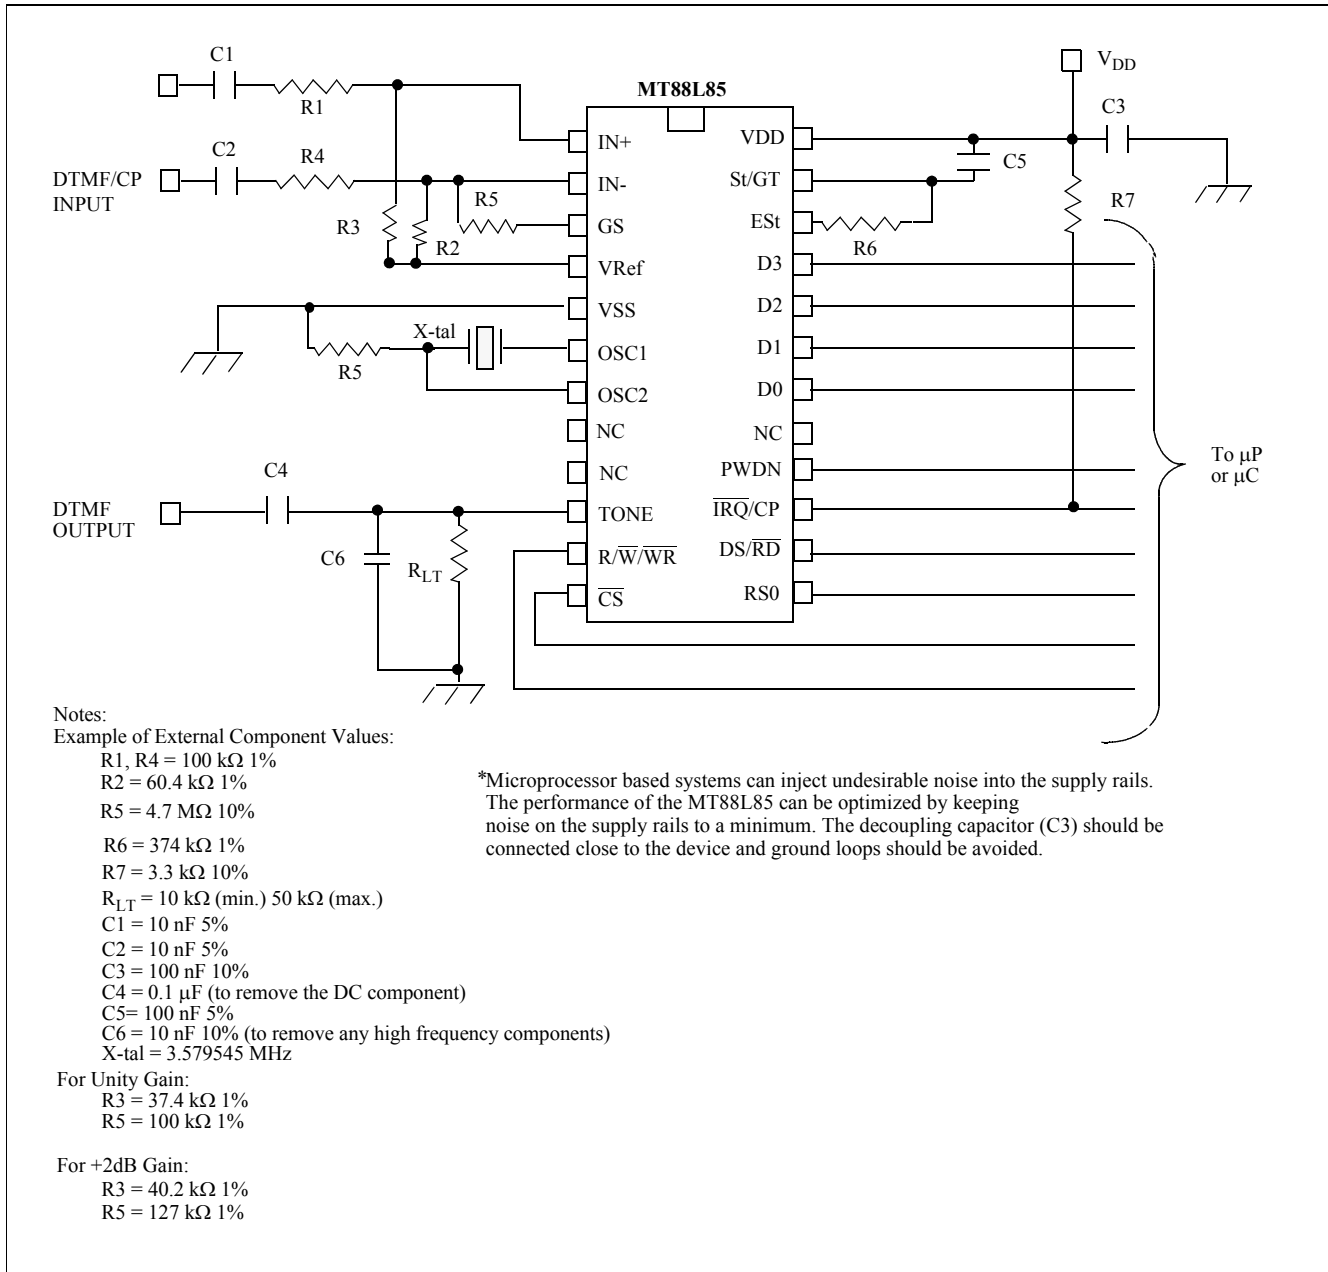 C1
R1
MT88L85
V_DD
C3
IN+
VDD
C2
R4
C5
DTMF/CP
INPUT
IN-
St/GT
R5
R7
R3
R2
GS
ESt
R6
VRef
D3
VSS
D2
X-tal
R5
OSC1
D1
OSC2
D0
NC
NC
To μP
or μC
C4
NC
PWDN
DTMF
OUTPUT
TONE
I̅R̅Q̅/CP
C6
R_LT
R/W̅/W̅R̅
DS/R̅D̅
C̅S̅
RS0
Notes:
Example of External Component Values:
R1, R4 = 100 kΩ 1%
R2 = 60.4 kΩ 1%
R5 = 4.7 MΩ 10%
R6 = 374 kΩ 1%
R7 = 3.3 kΩ 10%
R_LT = 10 kΩ (min.) 50 kΩ (max.)
C1 = 10 nF 5%
C2 = 10 nF 5%
C3 = 100 nF 10%
C4 = 0.1 μF (to remove the DC component)
C5= 100 nF 5%
C6 = 10 nF 10% (to remove any high frequency components)
X-tal = 3.579545 MHz
For Unity Gain:
R3 = 37.4 kΩ 1%
R5 = 100 kΩ 1%
For +2dB Gain:
R3 = 40.2 kΩ 1%
R5 = 127 kΩ 1%
*Microprocessor based systems can inject undesirable noise into the supply rails.
The performance of the MT88L85 can be optimized by keeping
noise on the supply rails to a minimum. The decoupling capacitor (C3) should be
connected close to the device and ground loops should be avoided.